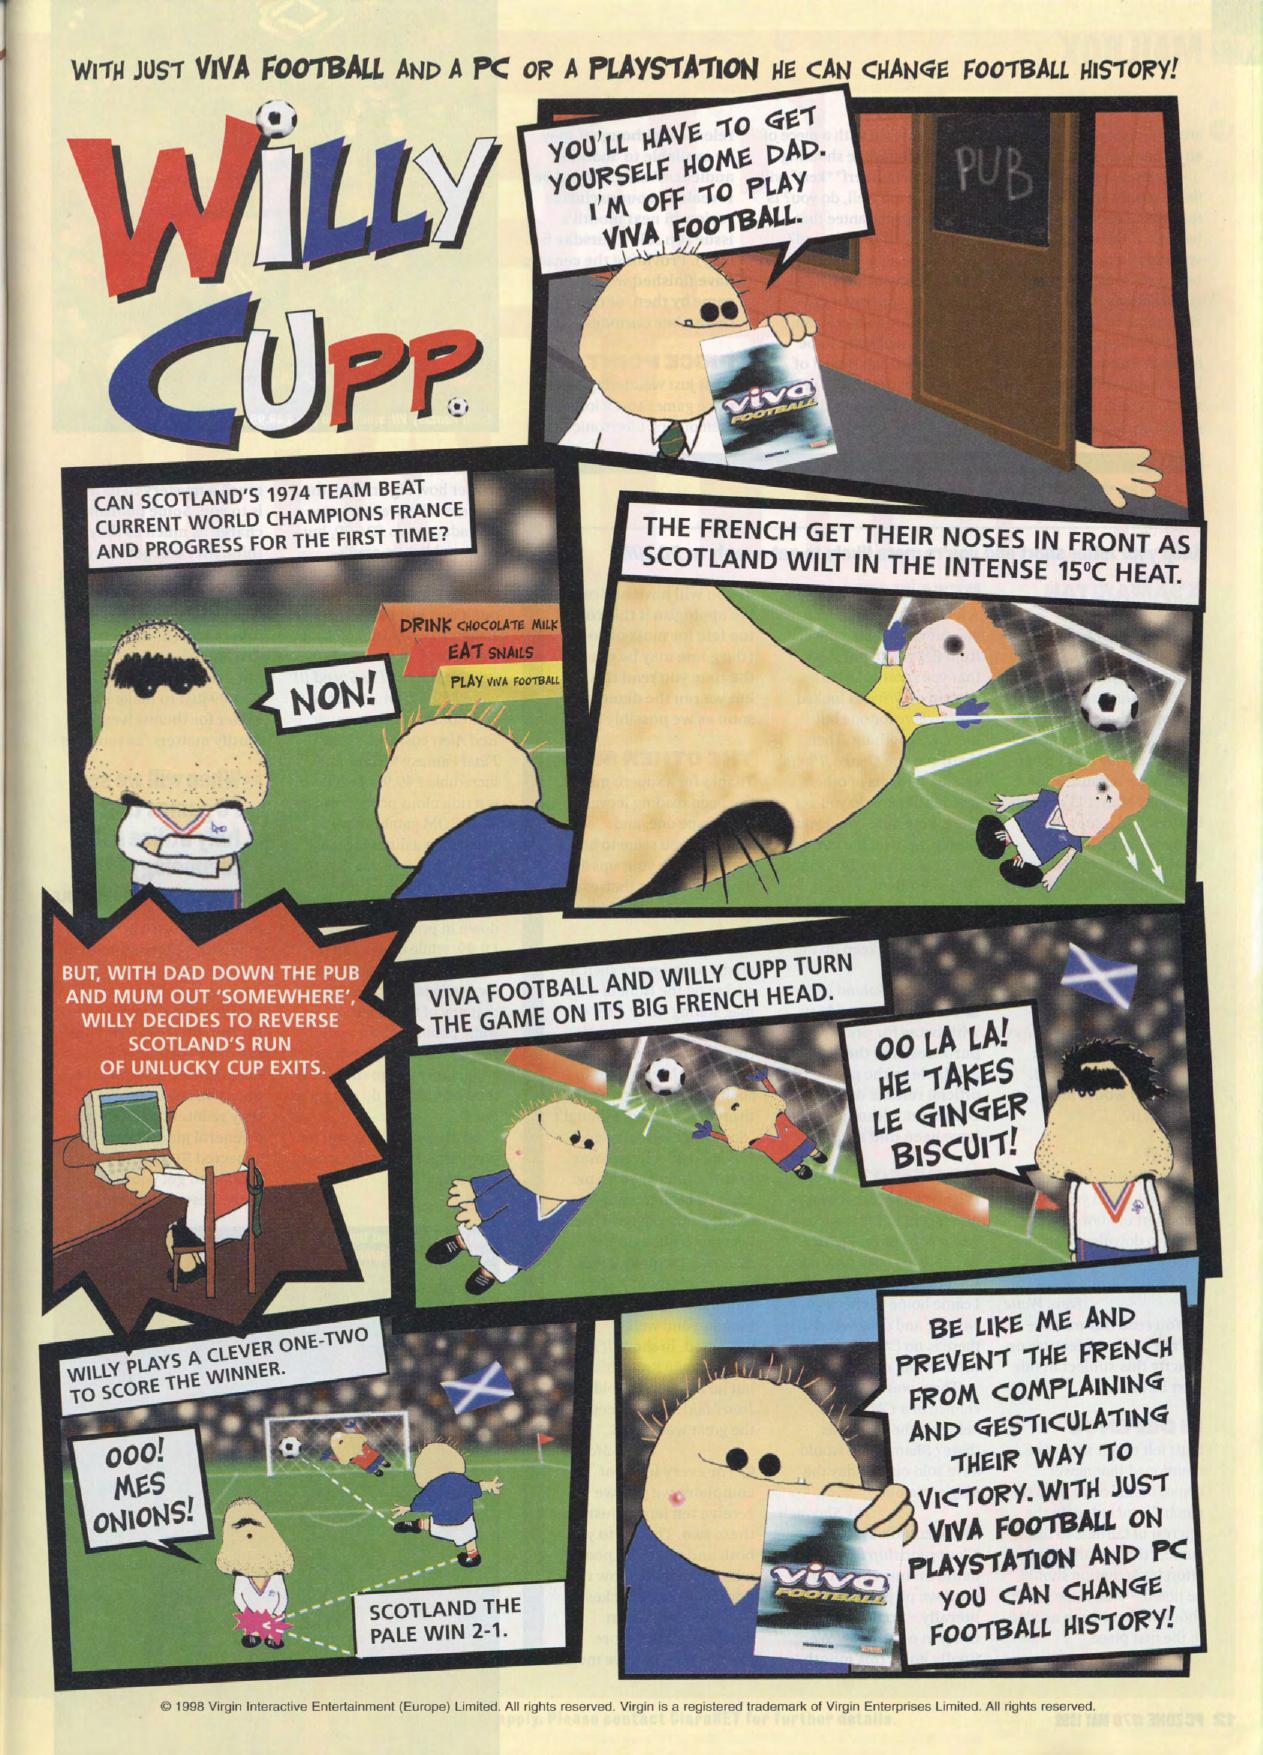 WITH JUST VIVA FOOTBALL AND A PC OR A PLAYSTATION HE CAN CHANGE FOOTBALL HISTORY!
WILLY
CUPP.
YOU'LL HAVE TO GET
YOURSELF HOME DAD.
I'M OFF TO PLAY
VIVA FOOTBALL.
PUB
viva
FOOTBALL
CAN SCOTLAND'S 1974 TEAM BEAT
CURRENT WORLD CHAMPIONS FRANCE
AND PROGRESS FOR THE FIRST TIME?
DRINK CHOCOLATE MILK
EAT SNAILS
PLAY VIVA FOOTBALL
NON!
THE FRENCH GET THEIR NOSES IN FRONT AS
SCOTLAND WILT IN THE INTENSE 15ºC HEAT.
BUT, WITH DAD DOWN THE PUB
AND MUM OUT 'SOMEWHERE',
WILLY DECIDES TO REVERSE
SCOTLAND'S RUN
OF UNLUCKY CUP EXITS.
VIVA FOOTBALL AND WILLY CUPP TURN
THE GAME ON ITS BIG FRENCH HEAD.
OO LA LA!
HE TAKES
LE GINGER
BISCUIT!
WILLY PLAYS A CLEVER ONE-TWO
TO SCORE THE WINNER.
OOO!
MES
ONIONS!
SCOTLAND THE
PALE WIN 2-1.
BE LIKE ME AND
PREVENT THE FRENCH
FROM COMPLAINING
AND GESTICULATING
THEIR WAY TO
VICTORY. WITH JUST
VIVA FOOTBALL ON
PLAYSTATION AND PC
YOU CAN CHANGE
FOOTBALL HISTORY!
viva
FOOTBALL
© 1998 Virgin Interactive Entertainment (Europe) Limited. All rights reserved. Virgin is a registered trademark of Virgin Enterprises Limited. All rights reserved.